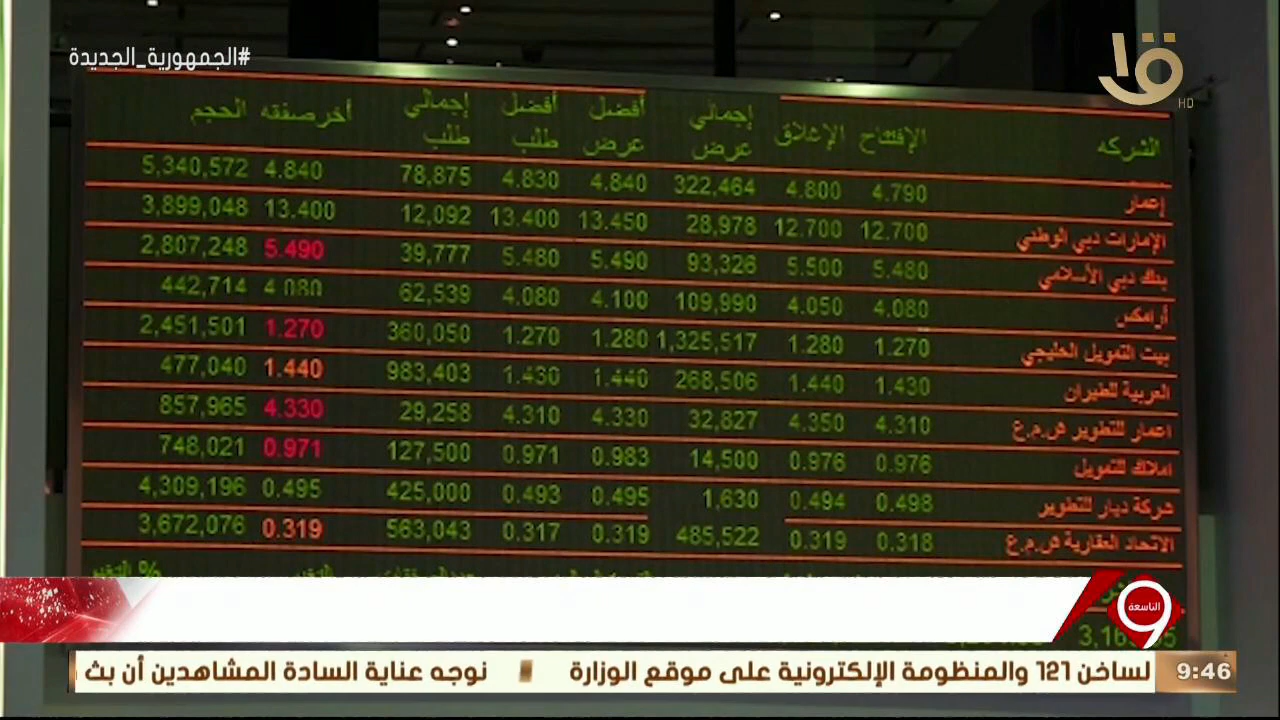 #الجمهورية_الجديدة
HD
الشركه الإفتتاح الإغلاق إجمالي عرض أفضل عرض أفضل طلب إجمالي طلب أخر صفقه الحجم
إعمار 4.790 4.800 322,464 4.840 4.830 78,875 4.840 5,340,572
الإمارات دبي الوطني 12.700 12.700 28,978 13.450 13.400 12,092 13.400 3,899,048
بنك دبي الأسلامي 5.480 5.500 93,326 5.490 5.480 39,777 5.490 2,807,248
أرامكس 4.080 4.050 109,990 4.100 4.080 62,539 4.080 442,714
بيت التمويل الخليجي 1.270 1.280 1,325,517 1.280 1.270 360,050 1.270 2,451,501
العربية للطيران 1.430 1.440 268,506 1.440 1.430 983,403 1.440 477,040
اعمار للتطوير ش.م.ع 4.310 4.350 32,827 4.330 4.310 29,258 4.330 857,965
املاك للتمويل 0.976 0.976 14,500 0.983 0.971 127,500 0.971 748,021
شركة ديار للتطوير 0.498 0.494 1,630 0.495 0.493 425,000 0.495 4,309,196
الاتحاد العقارية ش.م.ع 0.318 0.319 485,522 0.319 0.317 563,043 0.319 3,672,076
التغير % التغير
التاسعة 9
9:46 لساخن 121 والمنظومة الإلكترونية على موقع الوزارة نوجه عناية السادة المشاهدين أن بث